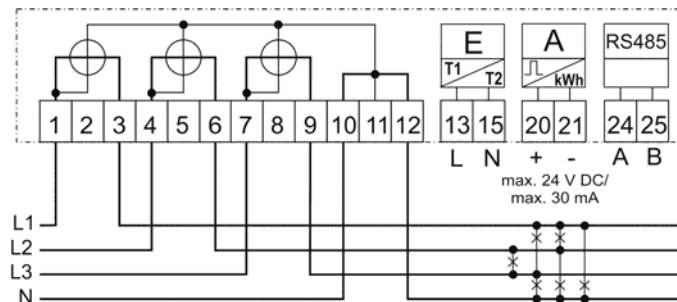 E A RS485
T1 T2 kWh
1 2 3 4 5 6 7 8 9 10 11 12 13 15 20 21 24 25
L N + - A B
max. 24 V DC/
max. 30 mA
L1
L2
L3
N